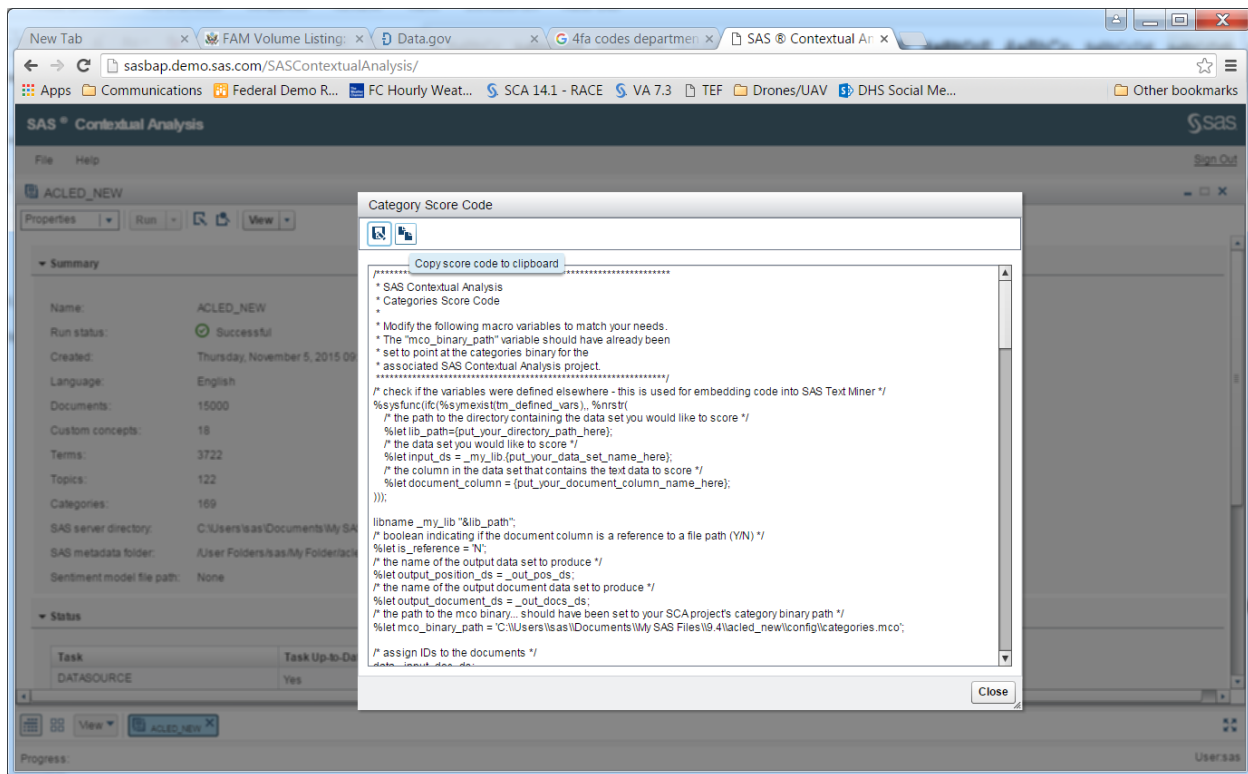 New Tab
FAM Volume Listing:
Data.gov
4fa codes departmen
SAS ® Contextual An
sasbap.demo.sas.com/SASContextualAnalysis/
Apps Communications Federal Demo R... FC Hourly Weat... SCA 14.1 - RACE VA 7.3 TEF Drones/UAV DHS Social Me... Other bookmarks
SAS ® Contextual Analysis
sas
File Help
Sign Out
ACLED_NEW
Properties Run View
Summary
Name: ACLED_NEW
Run status: Successful
Created: Thursday, November 5, 2015 09:
Language: English
Documents: 15000
Custom concepts: 18
Terms: 3722
Topics: 122
Categories: 169
SAS server directory: C:\Users\sas\Documents\My SA
SAS metadata folder: /User Folders/sas/My Folder/acle
Sentiment model file path: None
Status
Task Task Up-to-Da
DATASOURCE Yes
Category Score Code
Copy score code to clipboard
/*****************************************************************
* SAS Contextual Analysis
* Categories Score Code
*
* Modify the following macro variables to match your needs.
* The "mco_binary_path" variable should have already been
* set to point at the categories binary for the
* associated SAS Contextual Analysis project.
*****************************************************************/
/* check if the variables were defined elsewhere - this is used for embedding code into SAS Text Miner */
%sysfunc(ifc(%symexist(tm_defined_vars),, %nrstr(
/* the path to the directory containing the data set you would like to score */
%let lib_path={put_your_directory_path_here};
/* the data set you would like to score */
%let input_ds = _my_lib.{put_your_data_set_name_here};
/* the column in the data set that contains the text data to score */
%let document_column = {put_your_document_column_name_here};
)));
libname _my_lib "&lib_path";
/* boolean indicating if the document column is a reference to a file path (Y/N) */
%let is_reference = 'N';
/* the name of the output data set to produce */
%let output_position_ds = _out_pos_ds;
/* the name of the output document data set to produce */
%let output_document_ds = _out_docs_ds;
/* the path to the mco binary... should have been set to your SCA project's category binary path */
%let mco_binary_path = 'C:\\Users\\sas\\Documents\\My SAS Files\\9.4\\acled_new\\config\\categories.mco';
/* assign IDs to the documents */
Close
View ACLED_NEW
Progress:
User:sas